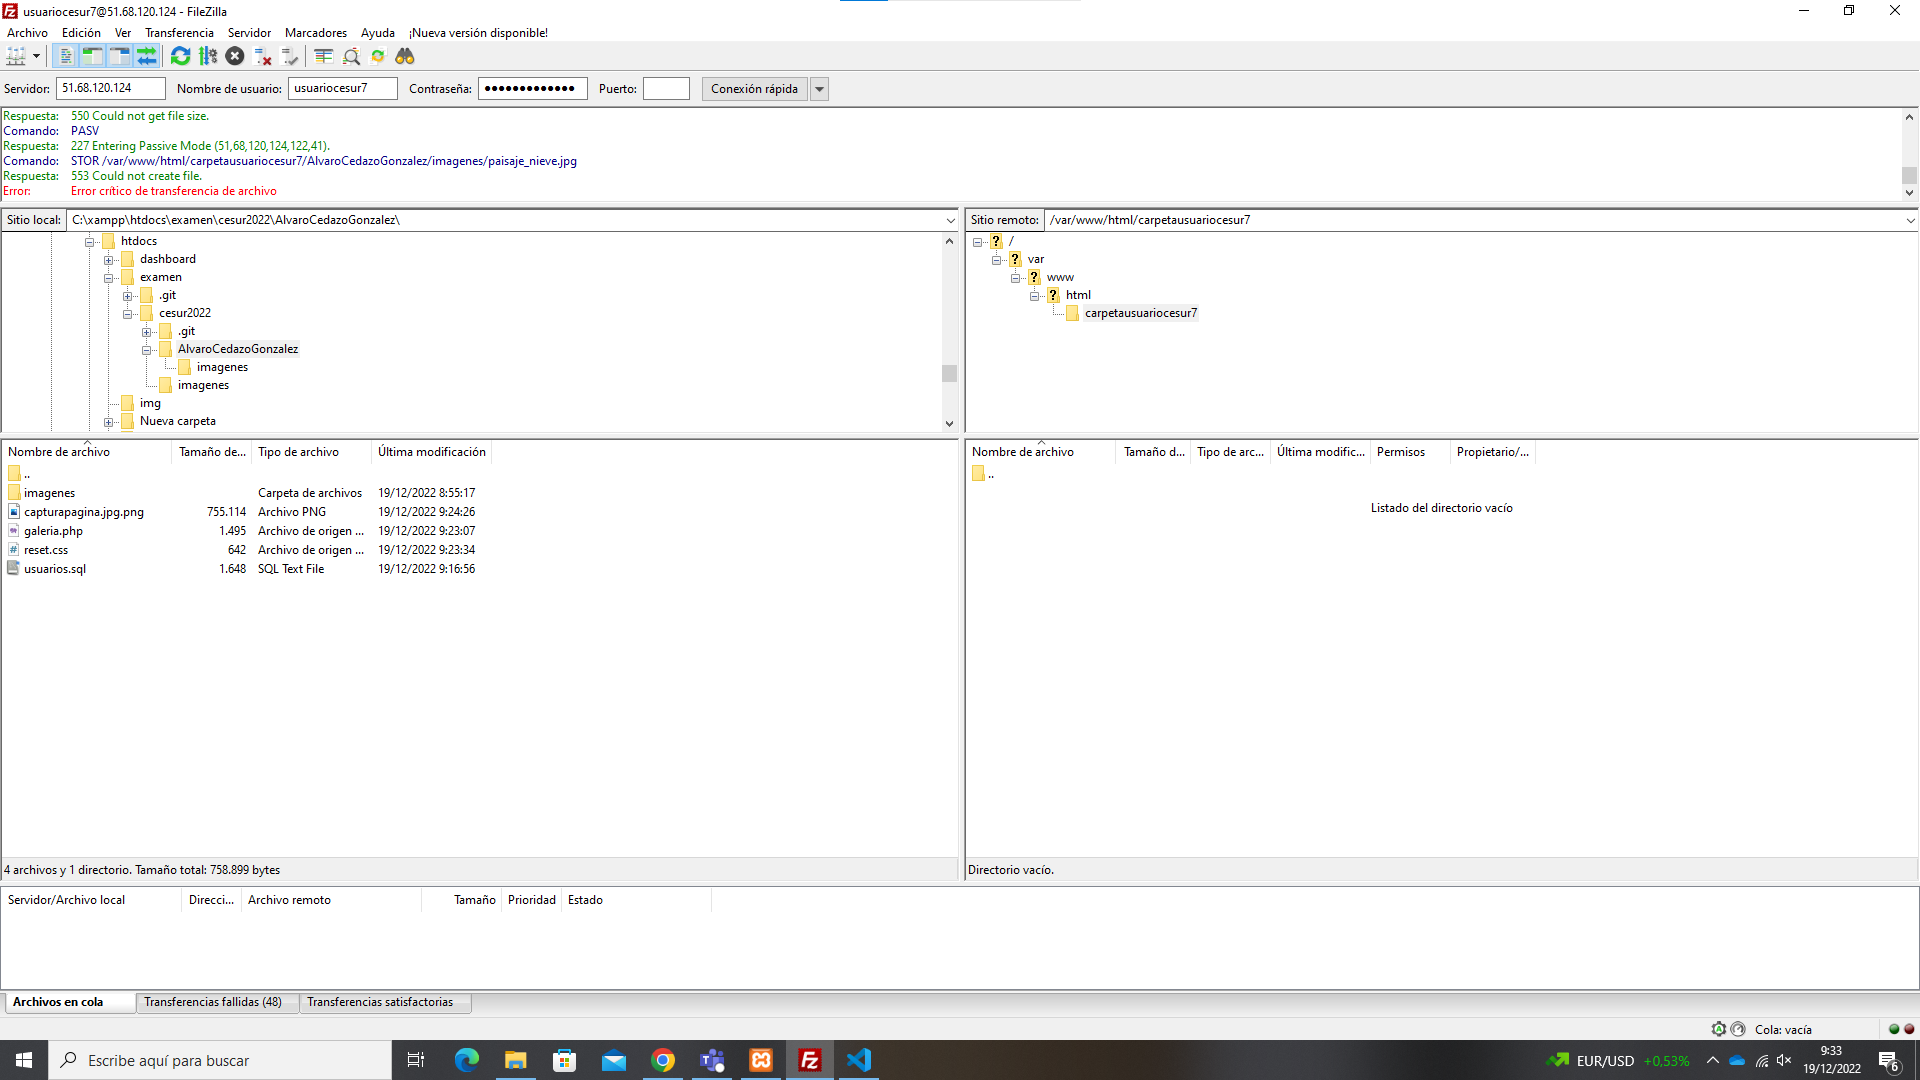 usuariocesur7@51.68.120.124 - FileZilla
Archivo Edición Ver Transferencia Servidor Marcadores Ayuda ¡Nueva versión disponible!
Servidor: 51.68.120.124 Nombre de usuario: usuariocesur7 Contraseña: ●●●●●●●●●●●●● Puerto: Conexión rápida
Respuesta: 550 Could not get file size.
Comando: PASV
Respuesta: 227 Entering Passive Mode (51,68,120,124,122,41).
Comando: STOR /var/www/html/carpetausuariocesur7/AlvaroCedazoGonzalez/imagenes/paisaje_nieve.jpg
Respuesta: 553 Could not create file.
Error: Error crítico de transferencia de archivo
Sitio local: C:\xampp\htdocs\examen\cesur2022\AlvaroCedazoGonzalez\
htdocs
dashboard
examen
.git
cesur2022
.git
AlvaroCedazoGonzalez
imagenes
imagenes
img
Nueva carpeta
Sitio remoto: /var/www/html/carpetausuariocesur7
/
var
www
html
carpetausuariocesur7
Nombre de archivo Tamaño de... Tipo de archivo Última modificación
..
imagenes Carpeta de archivos 19/12/2022 8:55:17
capturapagina.jpg.png 755.114 Archivo PNG 19/12/2022 9:24:26
galeria.php 1.495 Archivo de origen ... 19/12/2022 9:23:07
reset.css 642 Archivo de origen ... 19/12/2022 9:23:34
usuarios.sql 1.648 SQL Text File 19/12/2022 9:16:56
4 archivos y 1 directorio. Tamaño total: 758.899 bytes
Nombre de archivo Tamaño d... Tipo de arc... Última modific... Permisos Propietario/...
..
Listado del directorio vacío
Directorio vacío.
Servidor/Archivo local Direcci... Archivo remoto Tamaño Prioridad Estado
Archivos en cola Transferencias fallidas (48) Transferencias satisfactorias
Cola: vacía
Escribe aquí para buscar
EUR/USD +0,53%
9:33
19/12/2022
6